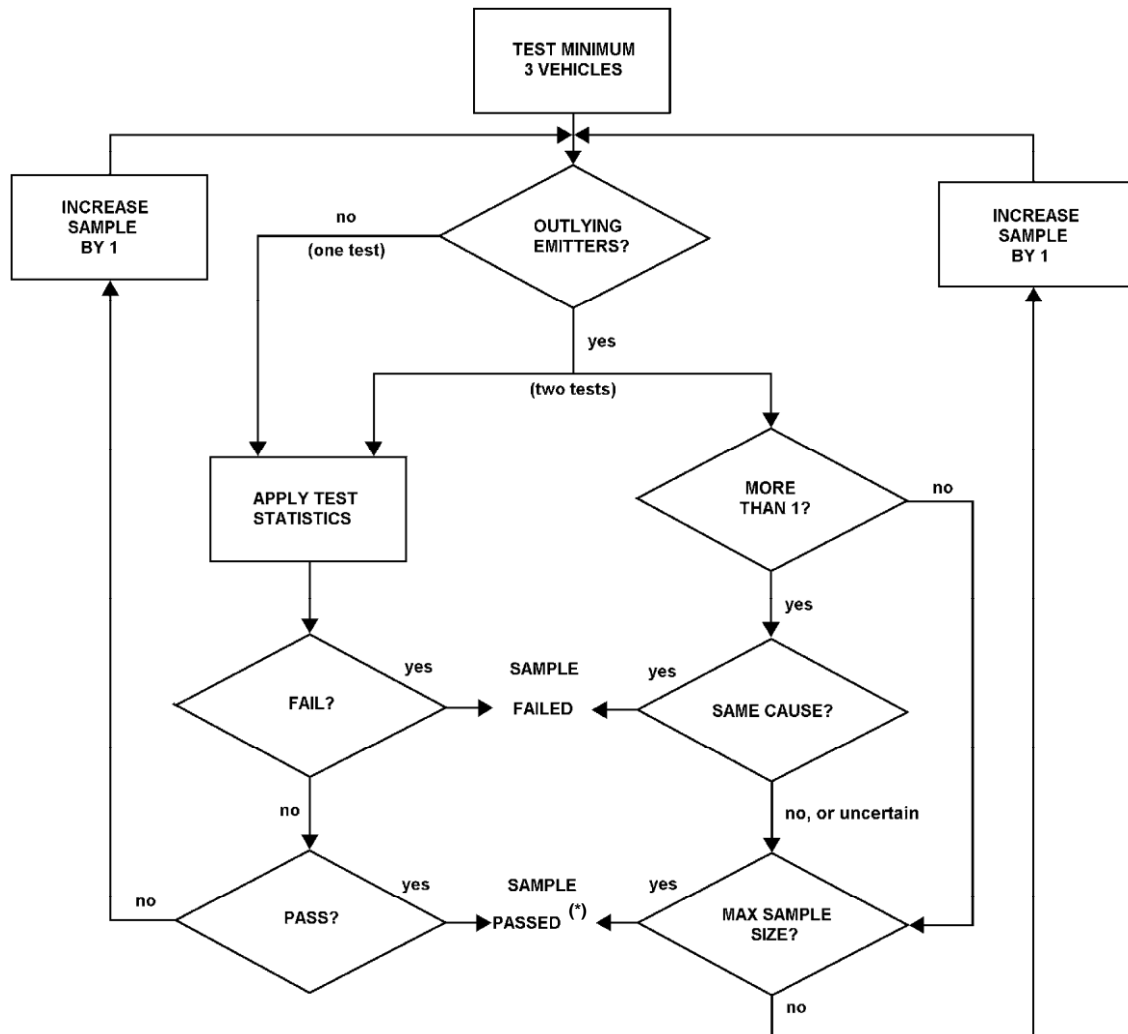 TEST MINIMUM
3 VEHICLES
INCREASE
SAMPLE
BY 1
no
(one test)
OUTLYING
EMITTERS?
INCREASE
SAMPLE
BY 1
yes
(two tests)
APPLY TEST
STATISTICS
MORE
THAN 1?
no
yes
FAIL?
yes
SAMPLE
FAILED
yes
SAME CAUSE?
no
no, or uncertain
no
PASS?
yes
SAMPLE
PASSED (*)
yes
MAX SAMPLE
SIZE?
no